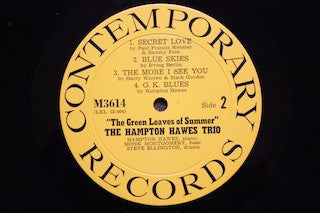 CONTEMPORARY
1. SECRET LOVE
by Paul Francis Webster
& Sammy Fain
2. BLUE SKIES
by Irving Berlin
3. THE MORE I SEE YOU
by Harry Warren & Mack Gordon
4. G. K. BLUES
by Hampton Hawes
M3614
Side 2
"The Green Leaves of Summer"
THE HAMPTON HAWES TRIO
HAMPTON HAWES, piano;
MONK MONTGOMERY, bass;
STEVE ELLINGTON, drums
RECORDS